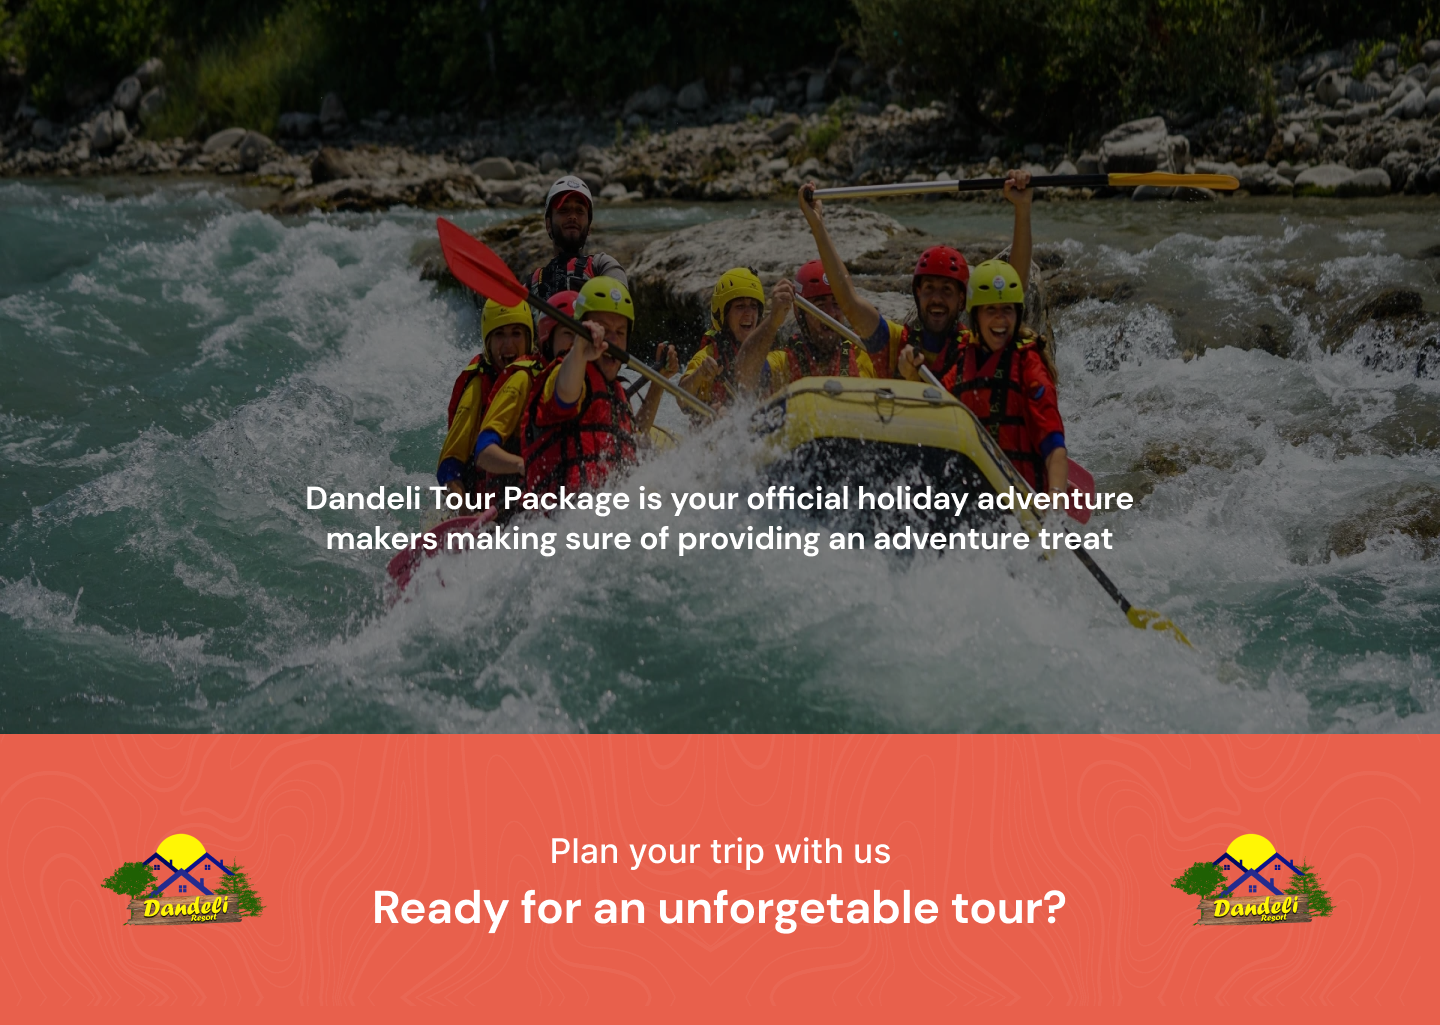 Dandeli Tour Package is your official holiday adventure
makers making sure of providing an adventure treat
Plan your trip with us
Ready for an unforgetable tour?
Dandeli
Resort
Dandeli
Resort